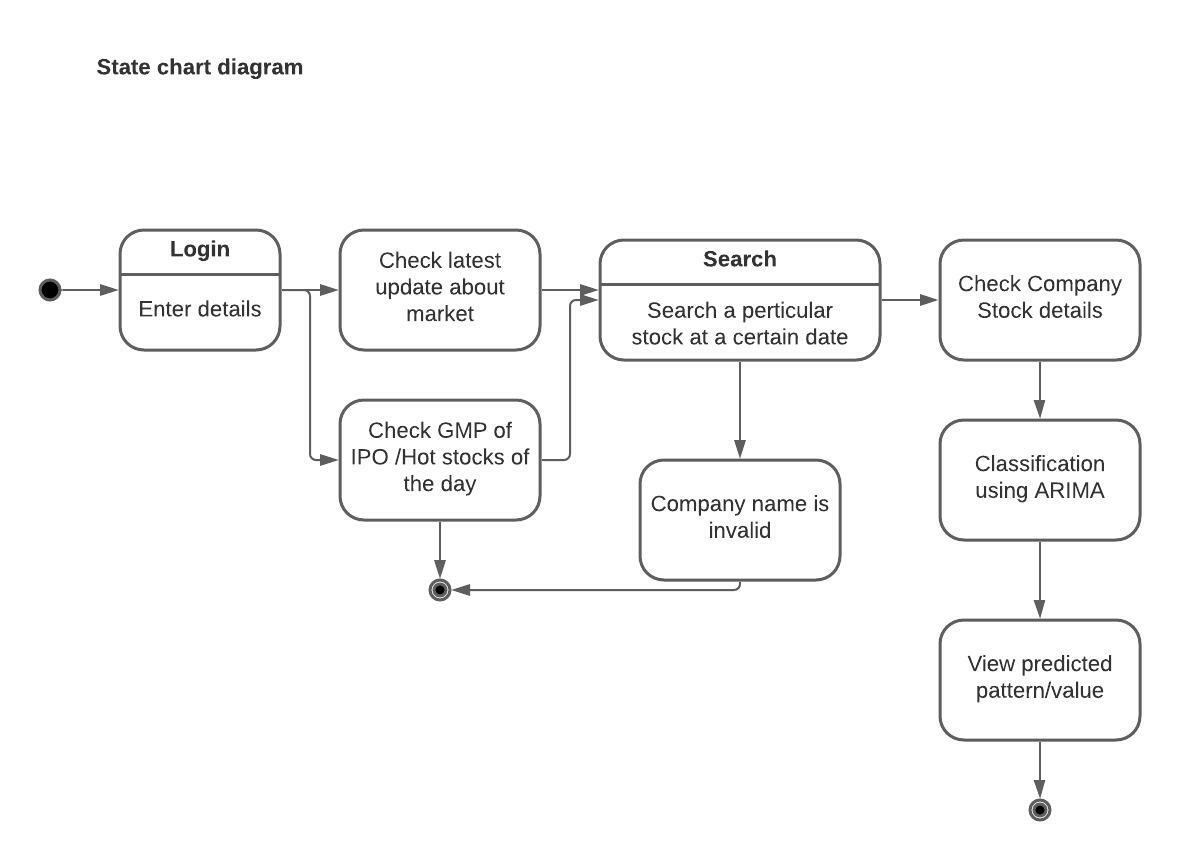 State chart diagram
Login
Enter details
Check latest
update about
market
Check GMP of
IPO /Hot stocks of
the day
Search
Search a perticular
stock at a certain date
Company name is
invalid
Check Company
Stock details
Classification
using ARIMA
View predicted
pattern/value